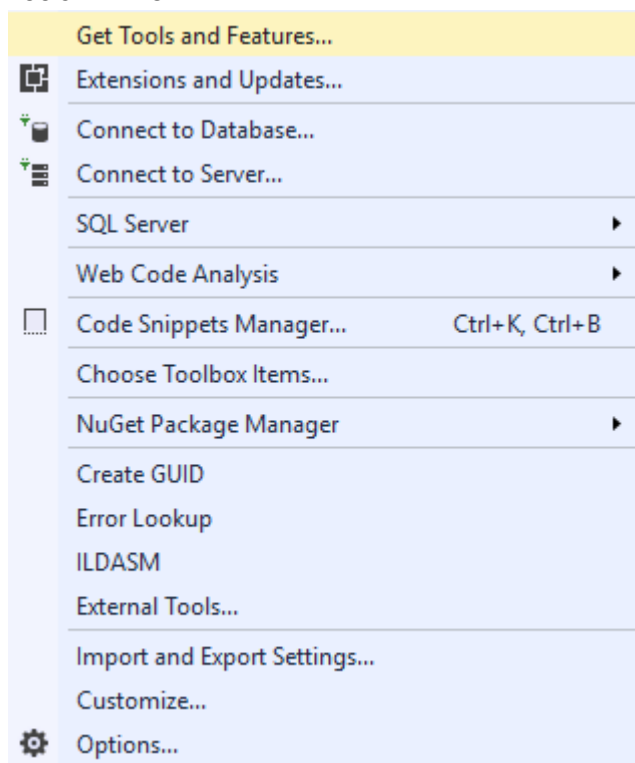 Get Tools and Features...
Extensions and Updates...
Connect to Database...
Connect to Server...
SQL Server
Web Code Analysis
Code Snippets Manager... Ctrl+K, Ctrl+B
Choose Toolbox Items...
NuGet Package Manager
Create GUID
Error Lookup
ILDASM
External Tools...
Import and Export Settings...
Customize...
Options...